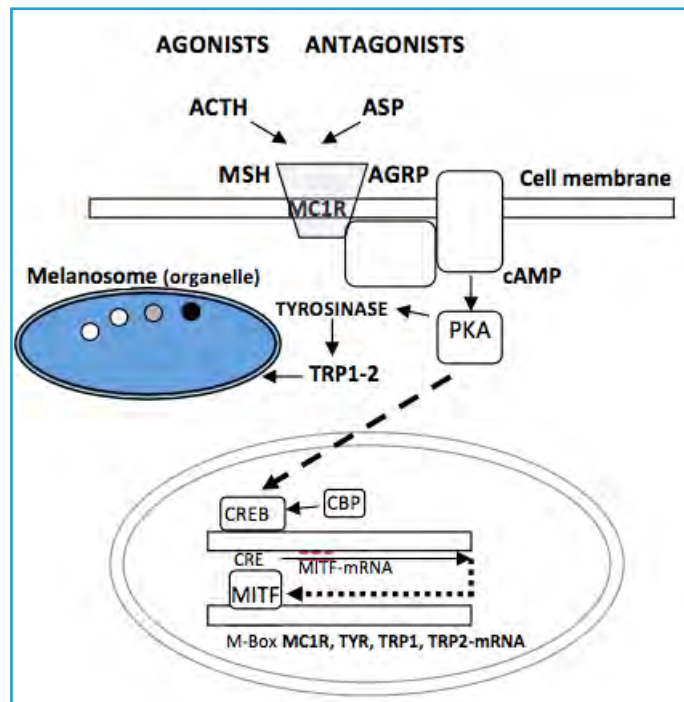 AGONISTS ANTAGONISTS
ACTH ASP
MSH AGRP Cell membrane
MC1R
Melanosome (organelle) cAMP
TYROSINASE PKA
TRP1-2
CREB CBP
CRE MITF-mRNA
MITF
M-Box MC1R, TYR, TRP1, TRP2-mRNA